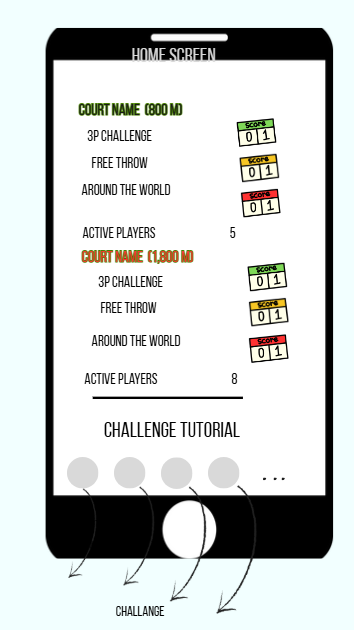 HOME SCREEN
COURT NAME (800 M)
3P CHALLENGE
Score
0 1
FREE THROW
Score
0 1
AROUND THE WORLD
Score
0 1
ACTIVE PLAYERS 5
COURT NAME (1,800 M)
3P CHALLENGE
Score
0 1
FREE THROW
Score
0 1
AROUND THE WORLD
Score
0 1
ACTIVE PLAYERS 8
CHALLENGE TUTORIAL
...
CHALLANGE